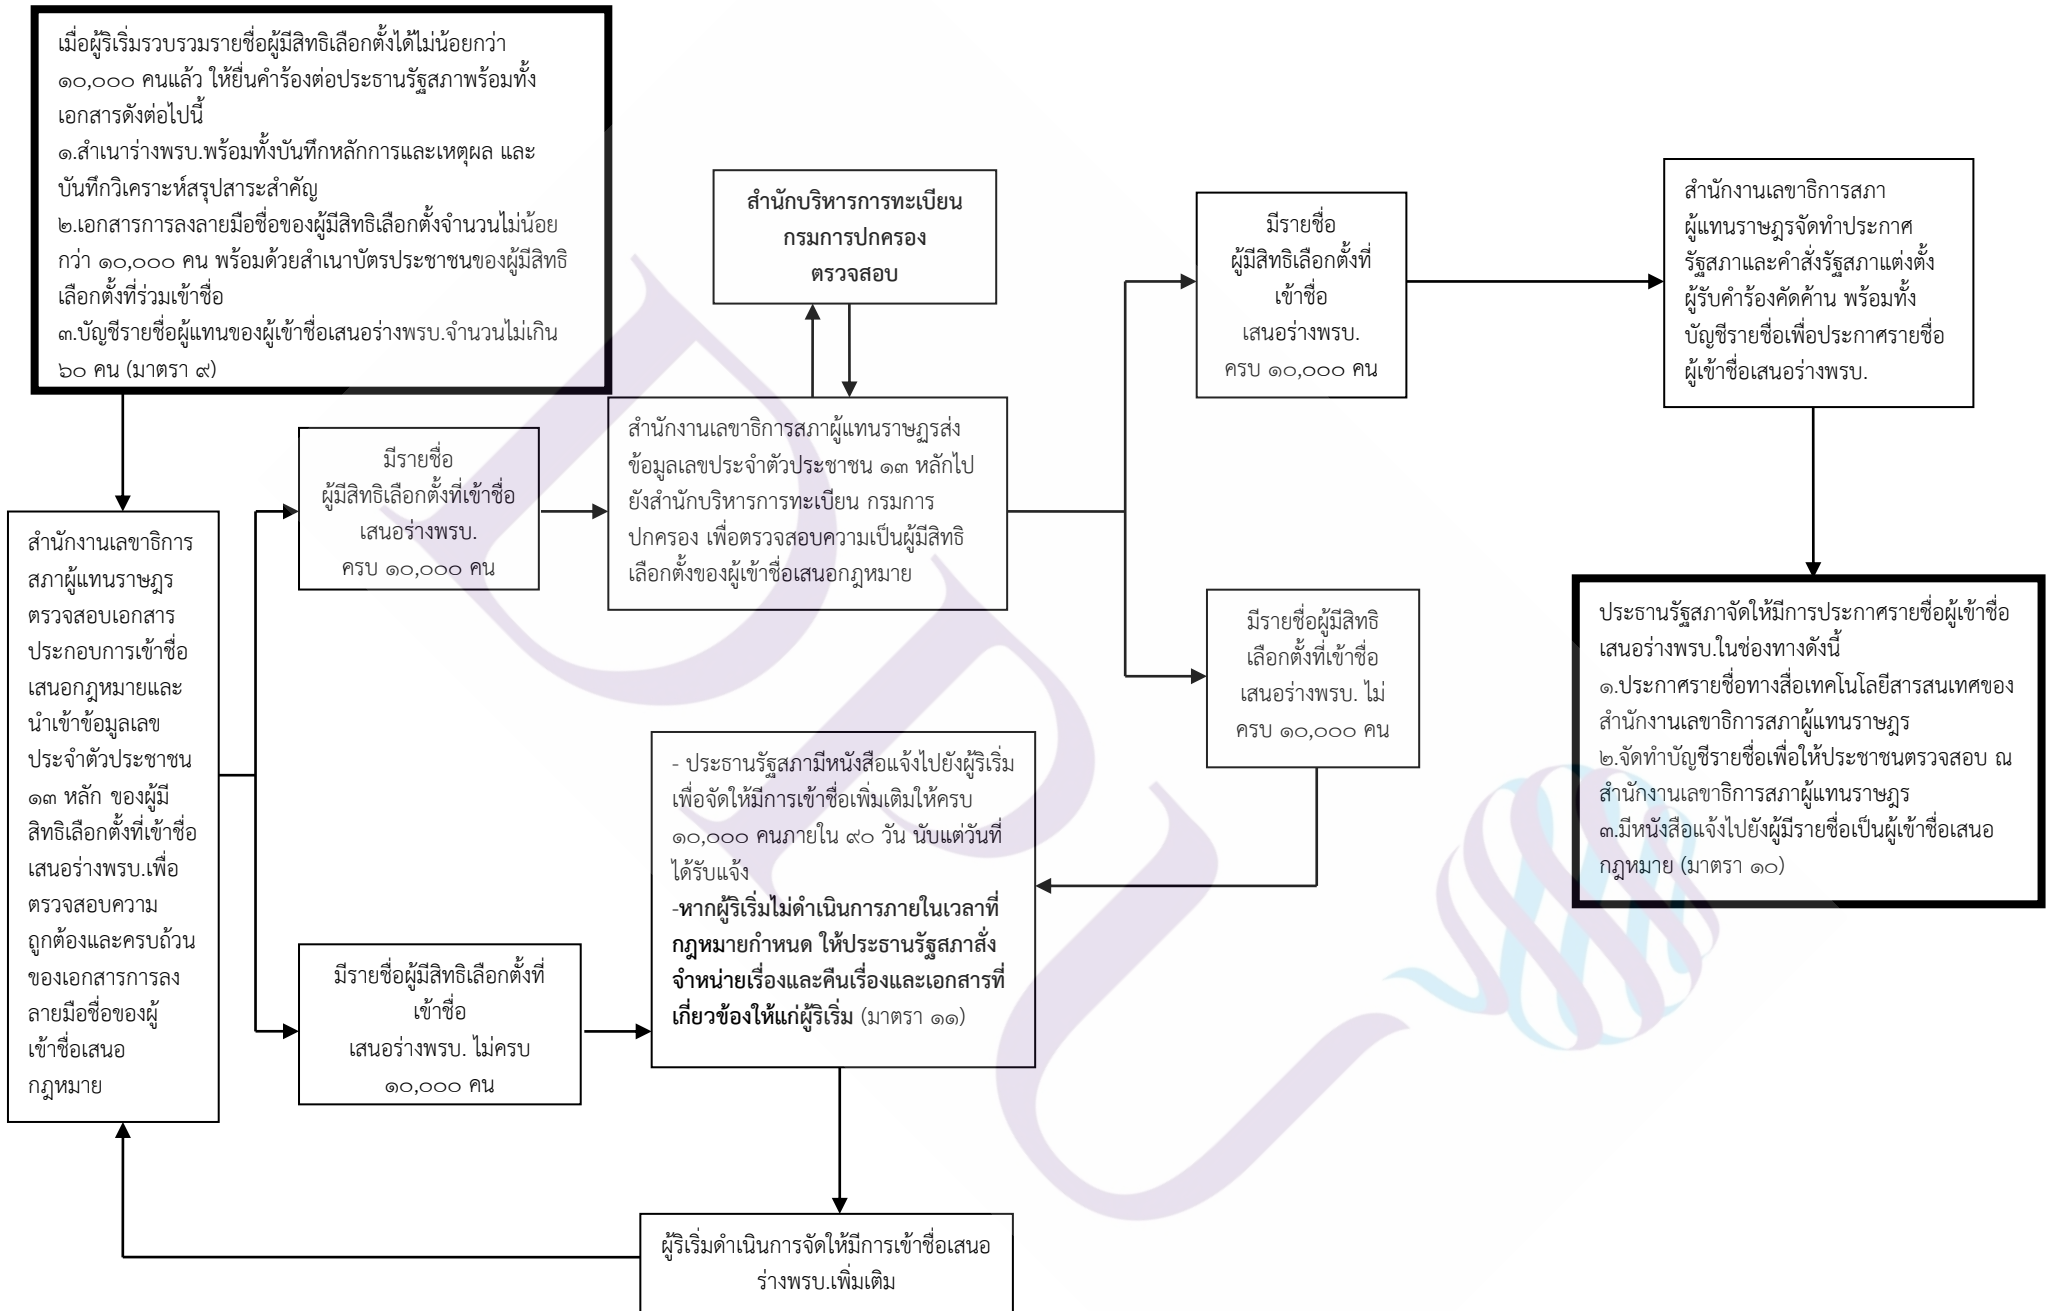 เมื่อผู้ริเริ่มรวบรวมรายชื่อผู้มีสิทธิเลือกตั้งได้ไม่น้อยกว่า
๑๐,๐๐๐ คนแล้ว ให้ยื่นคำร้องต่อประธานรัฐสภาพร้อมทั้ง
เอกสารดังต่อไปนี้
๑.สำเนาร่างพรบ.พร้อมทั้งบันทึกหลักการและเหตุผล และ
บันทึกวิเคราะห์สรุปสาระสำคัญ
๒.เอกสารการลงลายมือชื่อของผู้มีสิทธิเลือกตั้งจำนวนไม่น้อย
กว่า ๑๐,๐๐๐ คน พร้อมด้วยสำเนาบัตรประชาชนของผู้มีสิทธิ
เลือกตั้งที่ร่วมเข้าชื่อ
๓.บัญชีรายชื่อผู้แทนของผู้เข้าชื่อเสนอร่างพรบ.จำนวนไม่เกิน
๖๐ คน (มาตรา ๙)
สำนักงานเลขาธิการ
สภาผู้แทนราษฎร
ตรวจสอบเอกสาร
ประกอบการเข้าชื่อ
เสนอกฎหมายและ
นำเข้าข้อมูลเลข
ประจำตัวประชาชน
๑๓ หลัก ของผู้มี
สิทธิเลือกตั้งที่เข้าชื่อ
เสนอร่างพรบ.เพื่อ
ตรวจสอบความ
ถูกต้องและครบถ้วน
ของเอกสารการลง
ลายมือชื่อของผู้
เข้าชื่อเสนอ
กฎหมาย
มีรายชื่อ
ผู้มีสิทธิเลือกตั้งที่เข้าชื่อ
เสนอร่างพรบ.
ครบ ๑๐,๐๐๐ คน
มีรายชื่อผู้มีสิทธิเลือกตั้งที่
เข้าชื่อ
เสนอร่างพรบ. ไม่ครบ
๑๐,๐๐๐ คน
สำนักบริหารการทะเบียน
กรมการปกครอง
ตรวจสอบ
สำนักงานเลขาธิการสภาผู้แทนราษฎรส่ง
ข้อมูลเลขประจำตัวประชาชน ๑๓ หลักไป
ยังสำนักบริหารการทะเบียน กรมการ
ปกครอง เพื่อตรวจสอบความเป็นผู้มีสิทธิ
เลือกตั้งของผู้เข้าชื่อเสนอกฎหมาย
- ประธานรัฐสภามีหนังสือแจ้งไปยังผู้ริเริ่ม
เพื่อจัดให้มีการเข้าชื่อเพิ่มเติมให้ครบ
๑๐,๐๐๐ คนภายใน ๙๐ วัน นับแต่วันที่
ได้รับแจ้ง
-หากผู้ริเริ่มไม่ดำเนินการภายในเวลาที่
กฎหมายกำหนด ให้ประธานรัฐสภาสั่ง
จำหน่ายเรื่องและคืนเรื่องและเอกสารที่
เกี่ยวข้องให้แก่ผู้ริเริ่ม (มาตรา ๑๑)
ผู้ริเริ่มดำเนินการจัดให้มีการเข้าชื่อเสนอ
ร่างพรบ.เพิ่มเติม
มีรายชื่อ
ผู้มีสิทธิเลือกตั้งที่
เข้าชื่อ
เสนอร่างพรบ.
ครบ ๑๐,๐๐๐ คน
มีรายชื่อผู้มีสิทธิ
เลือกตั้งที่เข้าชื่อ
เสนอร่างพรบ. ไม่
ครบ ๑๐,๐๐๐ คน
สำนักงานเลขาธิการสภา
ผู้แทนราษฎรจัดทำประกาศ
รัฐสภาและคำสั่งรัฐสภาแต่งตั้ง
ผู้รับคำร้องคัดค้าน พร้อมทั้ง
บัญชีรายชื่อเพื่อประกาศรายชื่อ
ผู้เข้าชื่อเสนอร่างพรบ.
ประธานรัฐสภาจัดให้มีการประกาศรายชื่อผู้เข้าชื่อ
เสนอร่างพรบ.ในช่องทางดังนี้
๑.ประกาศรายชื่อทางสื่อเทคโนโลยีสารสนเทศของ
สำนักงานเลขาธิการสภาผู้แทนราษฎร
๒.จัดทำบัญชีรายชื่อเพื่อให้ประชาชนตรวจสอบ ณ
สำนักงานเลขาธิการสภาผู้แทนราษฎร
๓.มีหนังสือแจ้งไปยังผู้มีรายชื่อเป็นผู้เข้าชื่อเสนอ
กฎหมาย (มาตรา ๑๐)
DPU